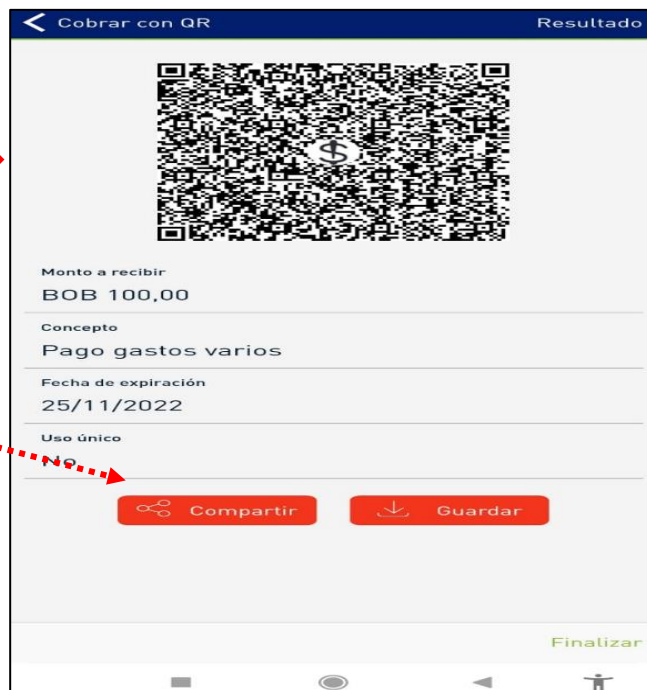 Cobrar con QR Resultado
Monto a recibir
BOB 100,00
Concepto
Pago gastos varios
Fecha de expiración
25/11/2022
Uso único
No
Compartir Guardar
Finalizar